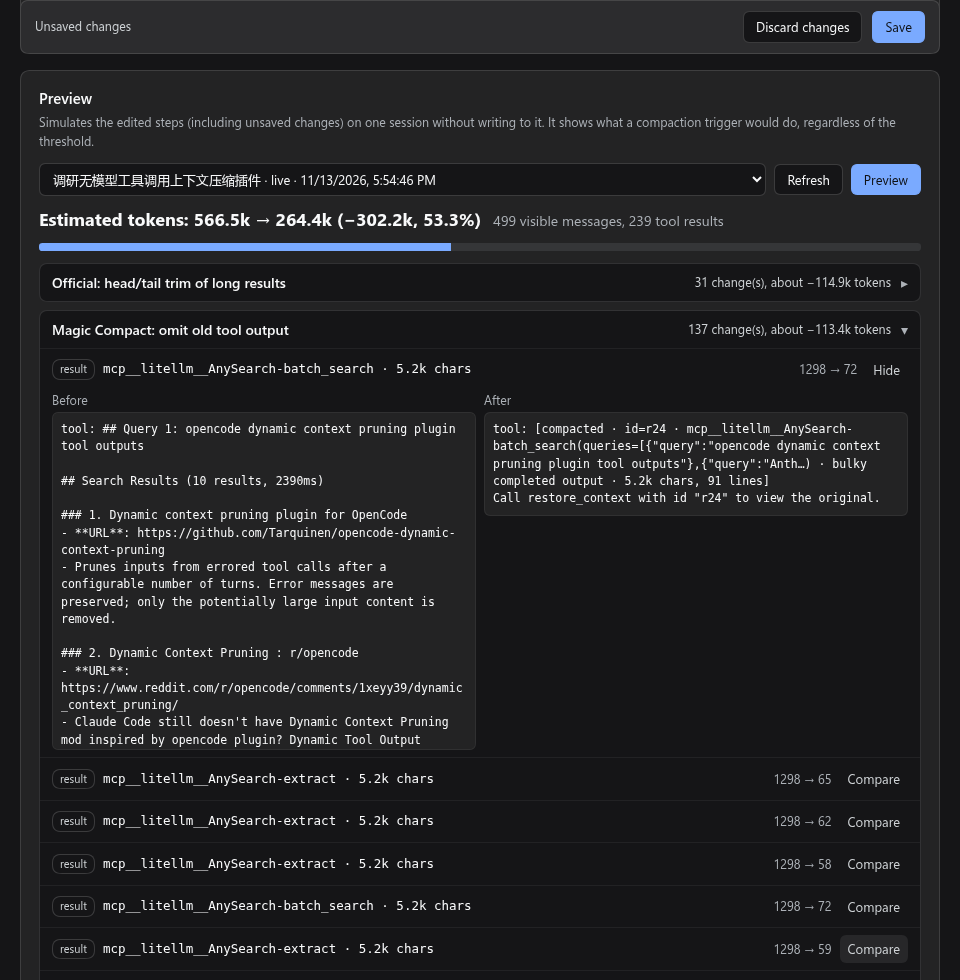 Unsaved changes
Discard changes
Save
Preview
Simulates the edited steps (including unsaved changes) on one session without writing to it. It shows what a compaction trigger would do, regardless of the
threshold.
调研无模型工具调用上下文压缩插件 · live · 11/13/2026, 5:54:46 PM
Refresh
Preview
Estimated tokens: 566.5k → 264.4k (−302.2k, 53.3%) 499 visible messages, 239 tool results
Official: head/tail trim of long results
31 change(s), about −114.9k tokens ▸
Magic Compact: omit old tool output
137 change(s), about −113.4k tokens ▾
result mcp__litellm__AnySearch-batch_search · 5.2k chars
1298 → 72 Hide
Before
tool: ## Query 1: opencode dynamic context pruning plugin
tool outputs
## Search Results (10 results, 2390ms)
### 1. Dynamic context pruning plugin for OpenCode
- **URL**: https://github.com/Tarquinen/opencode-dynamic-
context-pruning
- Prunes inputs from errored tool calls after a
configurable number of turns. Error messages are
preserved; only the potentially large input content is
removed.
### 2. Dynamic Context Pruning : r/opencode
- **URL**:
https://www.reddit.com/r/opencode/comments/1xeyy39/dynamic
_context_pruning/
- Claude Code still doesn't have Dynamic Context Pruning
mod inspired by opencode plugin? Dynamic Tool Output
After
tool: [compacted · id=r24 · mcp__litellm__AnySearch-
batch_search(queries=[{"query":"opencode dynamic context
pruning plugin tool outputs"},{"query":"Anth…) · bulky
completed output · 5.2k chars, 91 lines]
Call restore_context with id "r24" to view the original.
result mcp__litellm__AnySearch-extract · 5.2k chars
1298 → 65 Compare
result mcp__litellm__AnySearch-extract · 5.2k chars
1298 → 62 Compare
result mcp__litellm__AnySearch-extract · 5.2k chars
1298 → 58 Compare
result mcp__litellm__AnySearch-batch_search · 5.2k chars
1298 → 72 Compare
result mcp__litellm__AnySearch-extract · 5.2k chars
1298 → 59 Compare